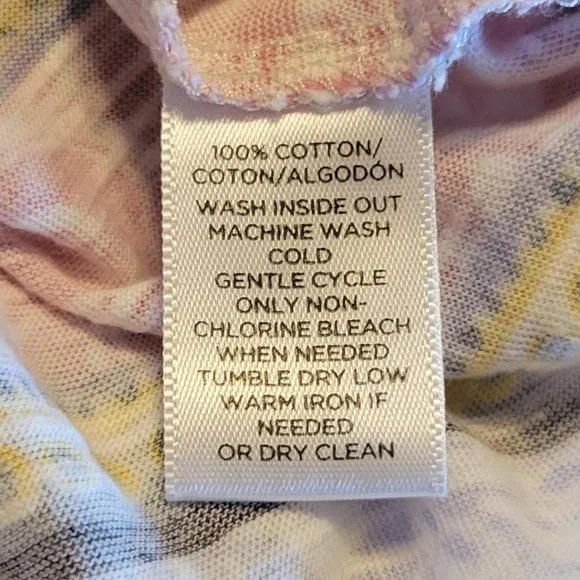 100% COTTON/
COTON/ALGODÓN
WASH INSIDE OUT
MACHINE WASH
COLD
GENTLE CYCLE
ONLY NON-
CHLORINE BLEACH
WHEN NEEDED
TUMBLE DRY LOW
WARM IRON IF
NEEDED
OR DRY CLEAN